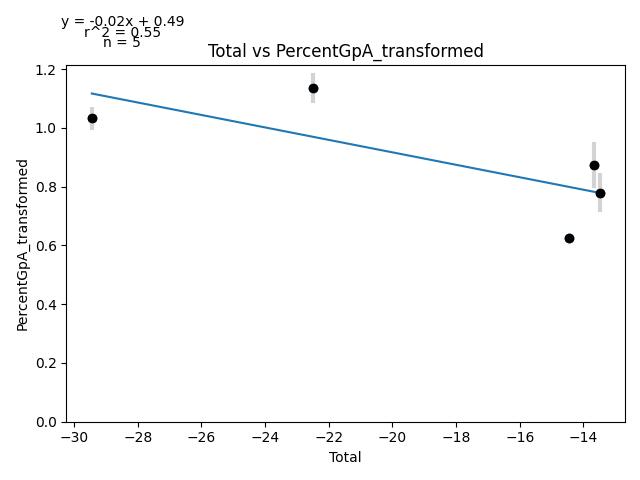 y = -0.02x + 0.49
r^2 = 0.55
n = 5
Total vs PercentGpA_transformed
PercentGpA_transformed
1.2
1.0
0.8
0.6
0.4
0.2
0.0
−30 −28 −26 −24 −22 −20 −18 −16 −14
Total